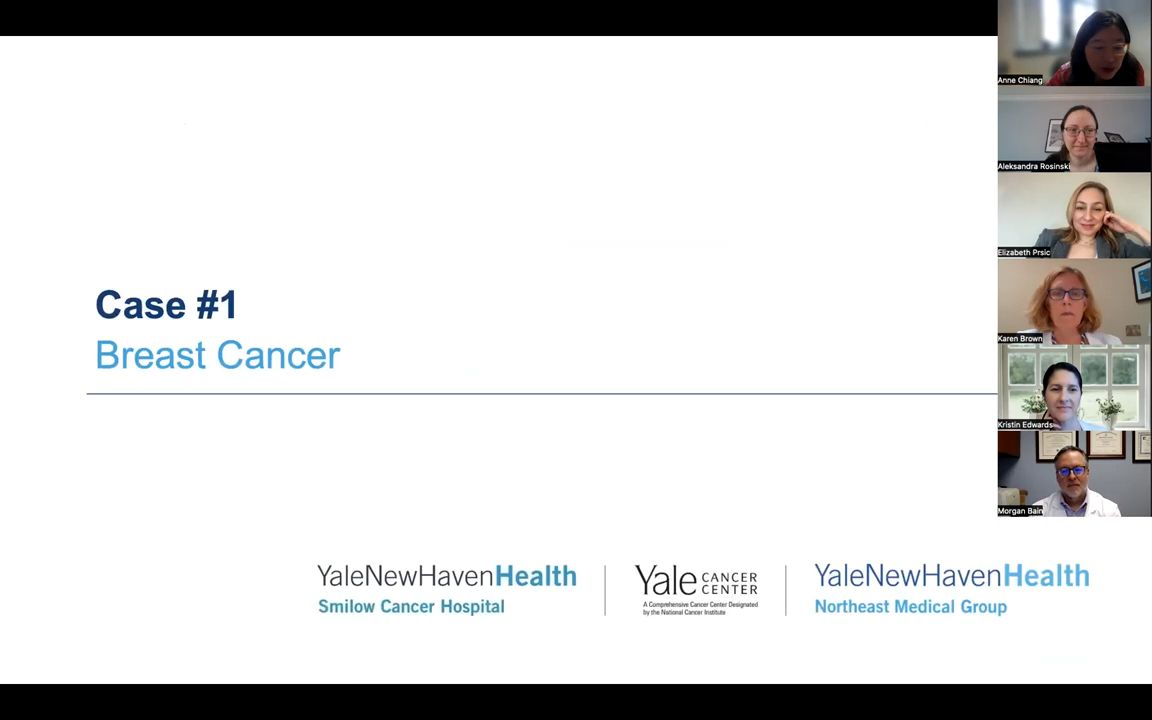 Case #1
Breast Cancer
YaleNewHavenHealth
Smilow Cancer Hospital
Yale CANCER CENTER
A Comprehensive Cancer Center Designated
by the National Cancer Institute
YaleNewHavenHealth
Northeast Medical Group
Anne Chiang
Aleksandra Rosinski
Elizabeth Prsic
Karen Brown
Kristin Edwards
Morgan Bain